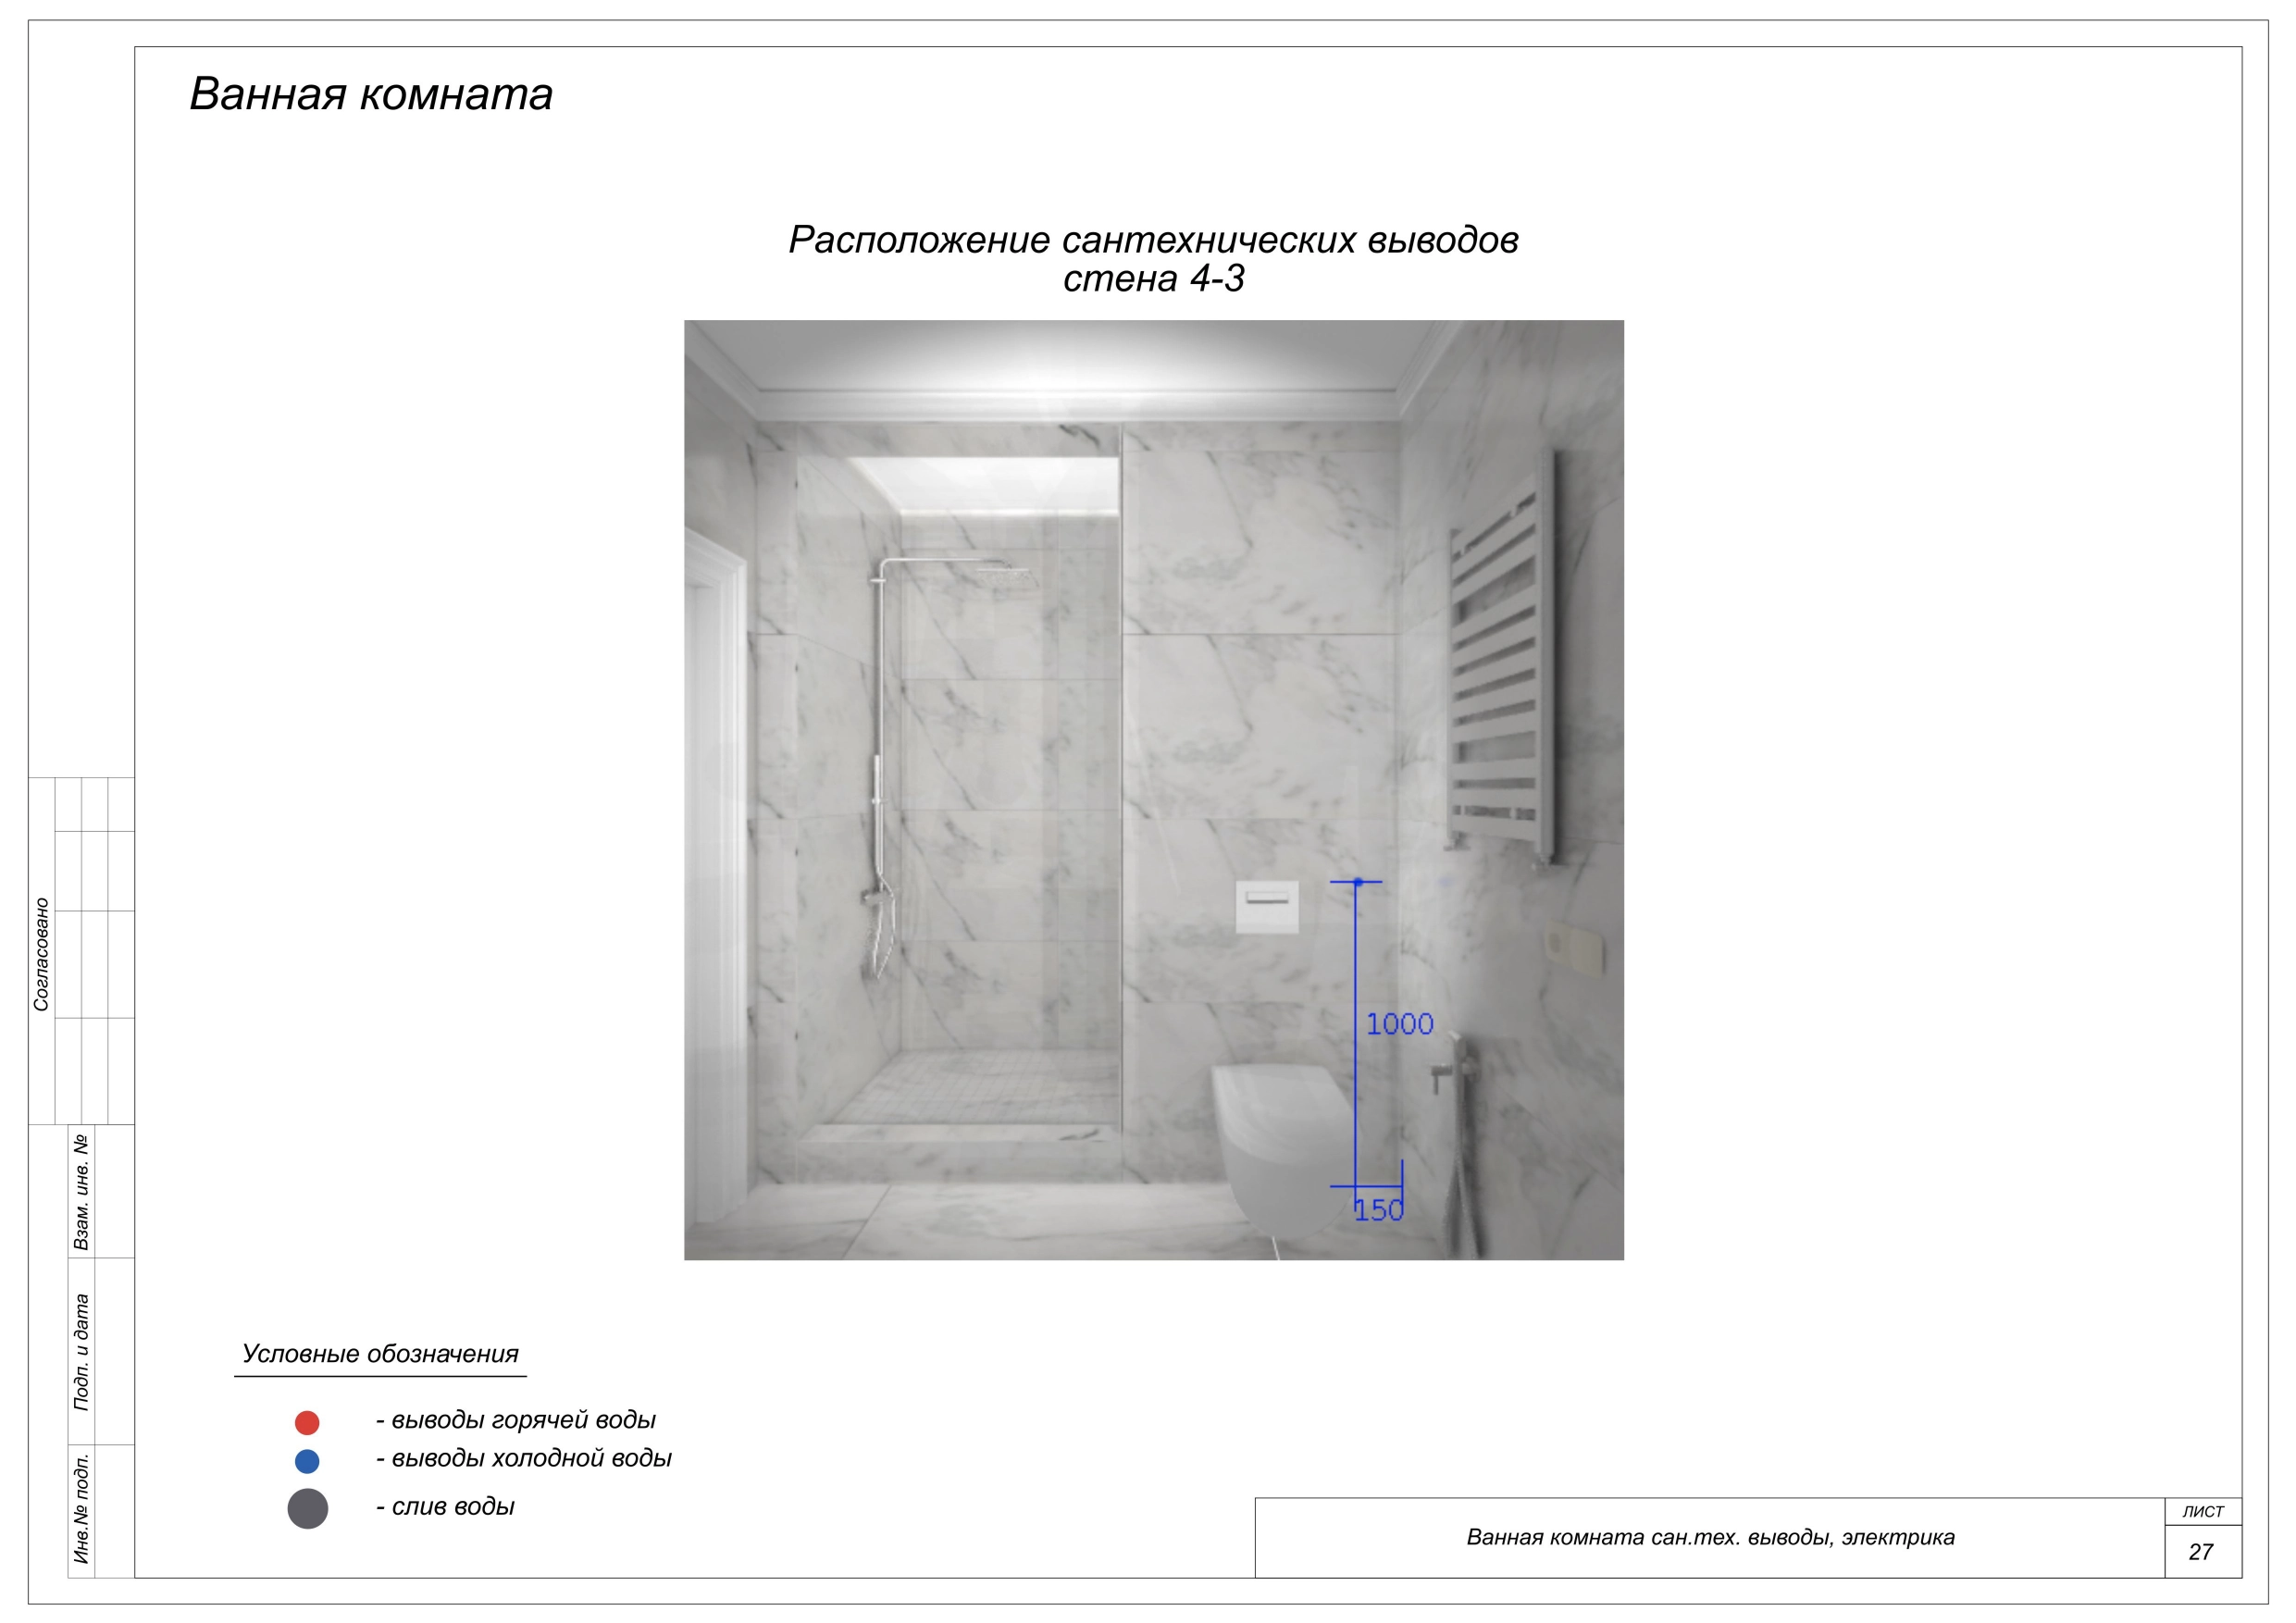 Ванная комната
Расположение сантехнических выводов
стена 4-3
1000
150
Согласовано
Взам. инв. №
Подп. и дата
Инв.№ подп.
Условные обозначения
- выводы горячей воды
- выводы холодной воды
- слив воды
Ванная комната сан.тех. выводы, электрика
ЛИСТ
27